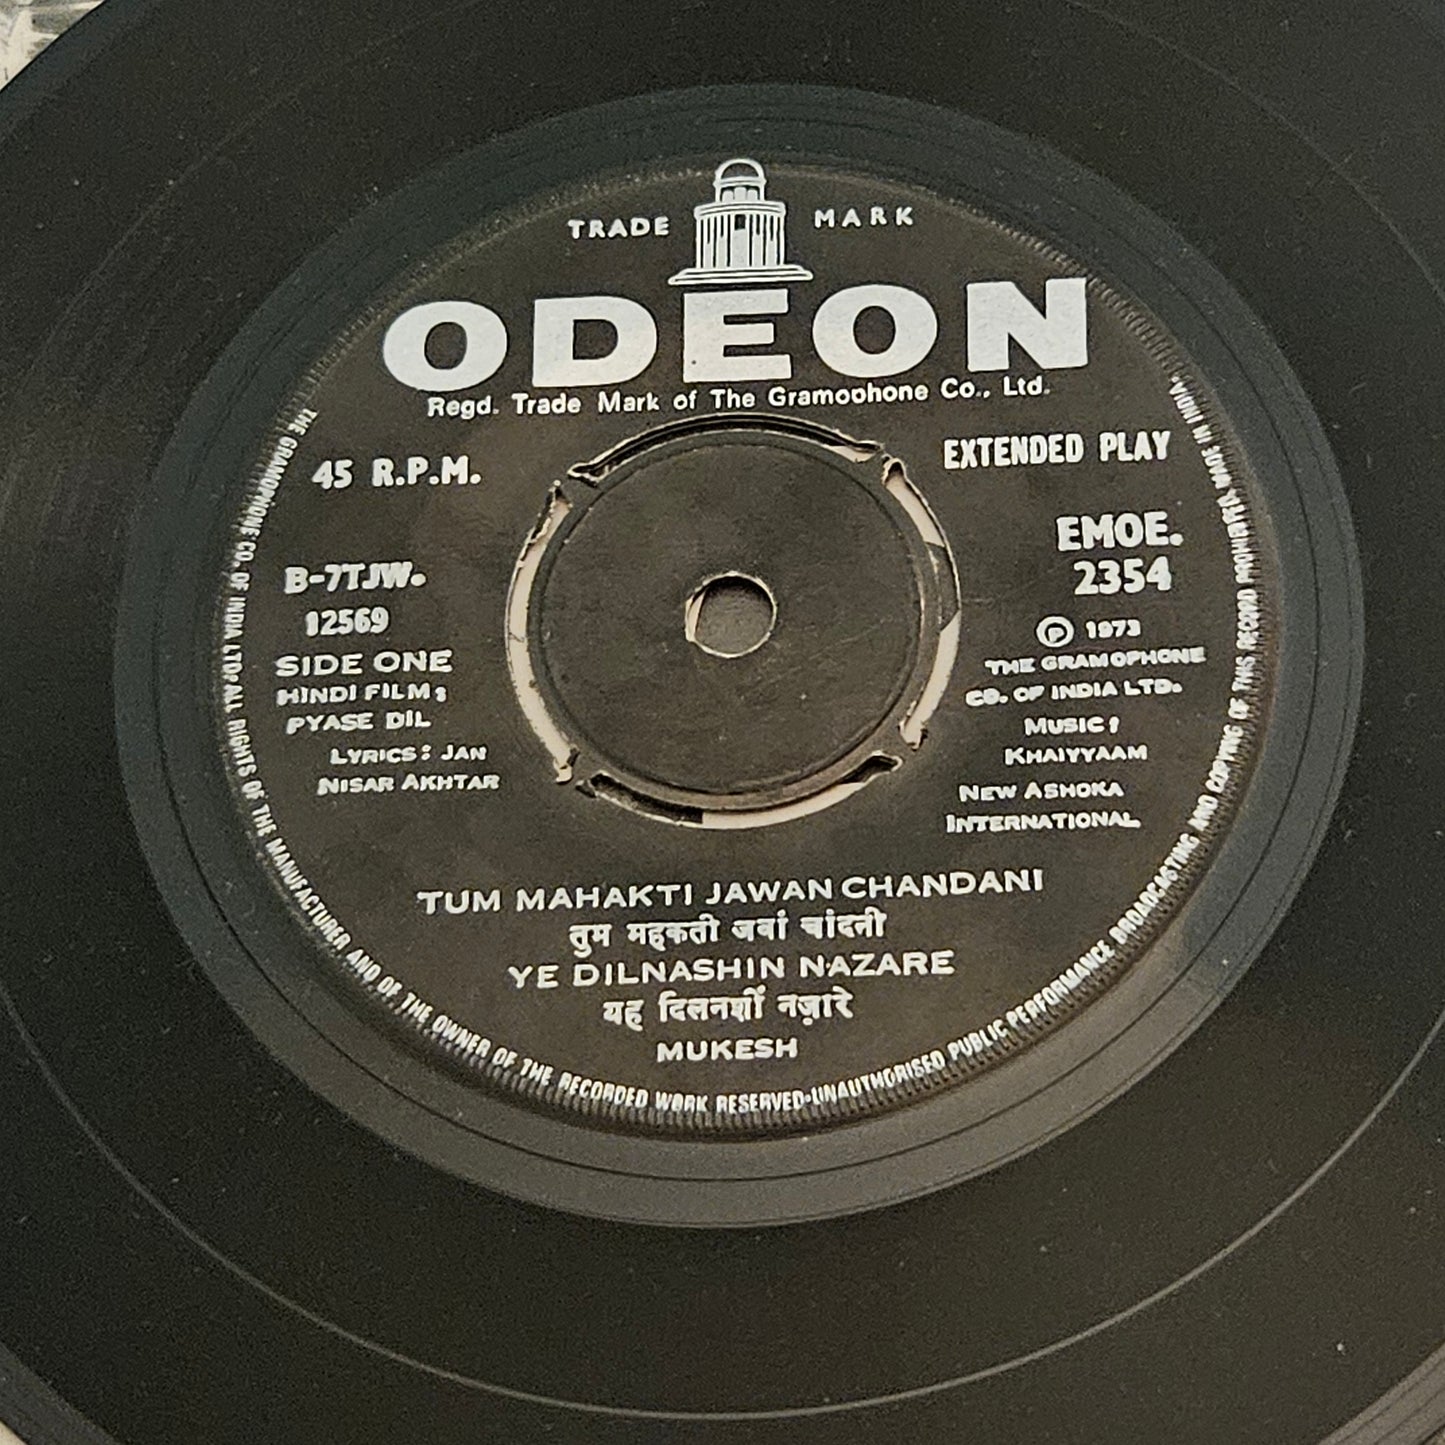 TRADE MARK
ODEON
Regd. Trade Mark of The Gramophone Co., Ltd.
45 R.P.M.
EXTENDED PLAY
B-7TJW.
12569
SIDE ONE
HINDI FILM:
PYASE DIL
LYRICS: JAN
NISAR AKHTAR
EMOE.
2354
℗ 1973
THE GRAMOPHONE
CO. OF INDIA LTD.
MUSIC:
KHAIYYAAM
NEW ASHOKA
INTERNATIONAL
TUM MAHAKTI JAWAN CHANDANI
तुम महकती जवां चांदनी
YE DILNASHIN NAZARE
यह दिलनशीं नज़ारे
MUKESH
THE GRAMOPHONE CO. OF INDIA LTD. ALL RIGHTS OF THE MANUFACTURER AND OF THE OWNER OF THE RECORDED WORK RESERVED·UNAUTHORISED PUBLIC PERFORMANCE BROADCASTING AND COPYING OF THIS RECORD PROHIBITED. MADE IN INDIA